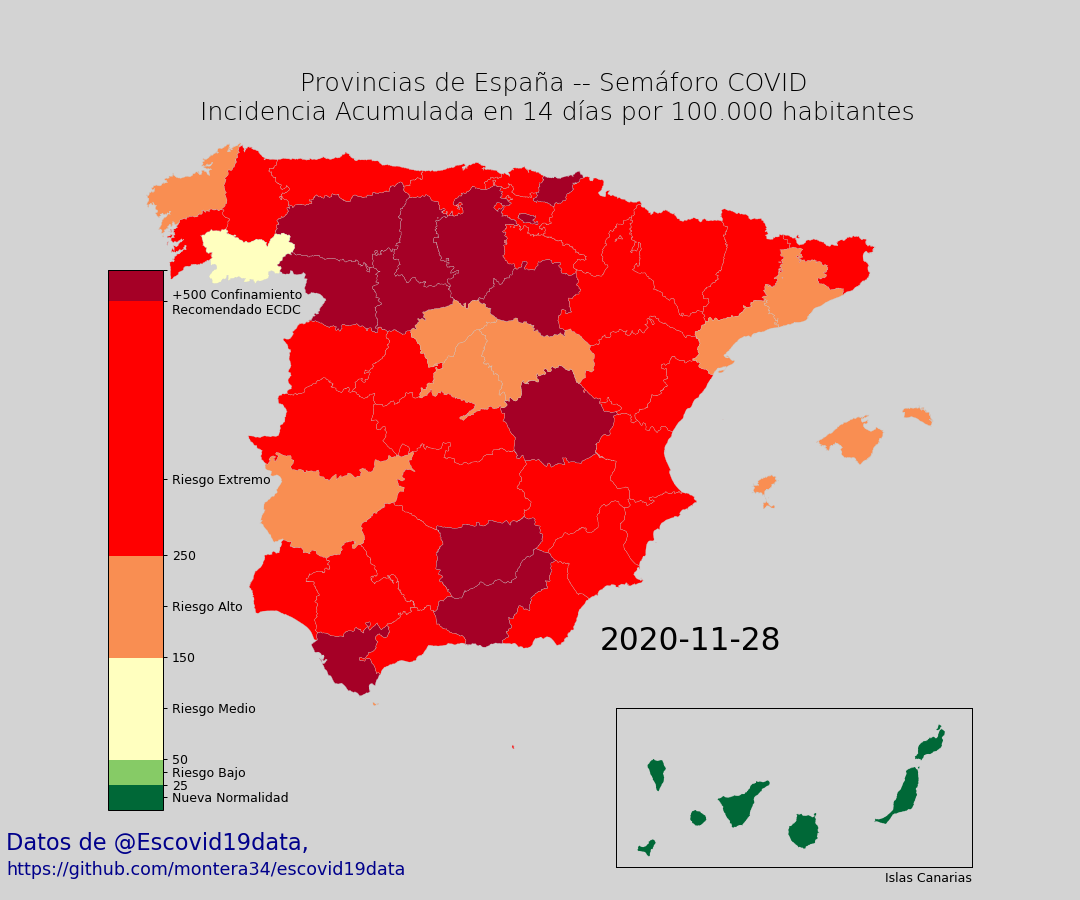 Provincias de España -- Semáforo COVID
Incidencia Acumulada en 14 días por 100.000 habitantes
+500 Confinamiento
Recomendado ECDC
Riesgo Extremo
250
Riesgo Alto
150
Riesgo Medio
50
Riesgo Bajo
25
Nueva Normalidad
2020-11-28
Islas Canarias
Datos de @Escovid19data,
https://github.com/montera34/escovid19data